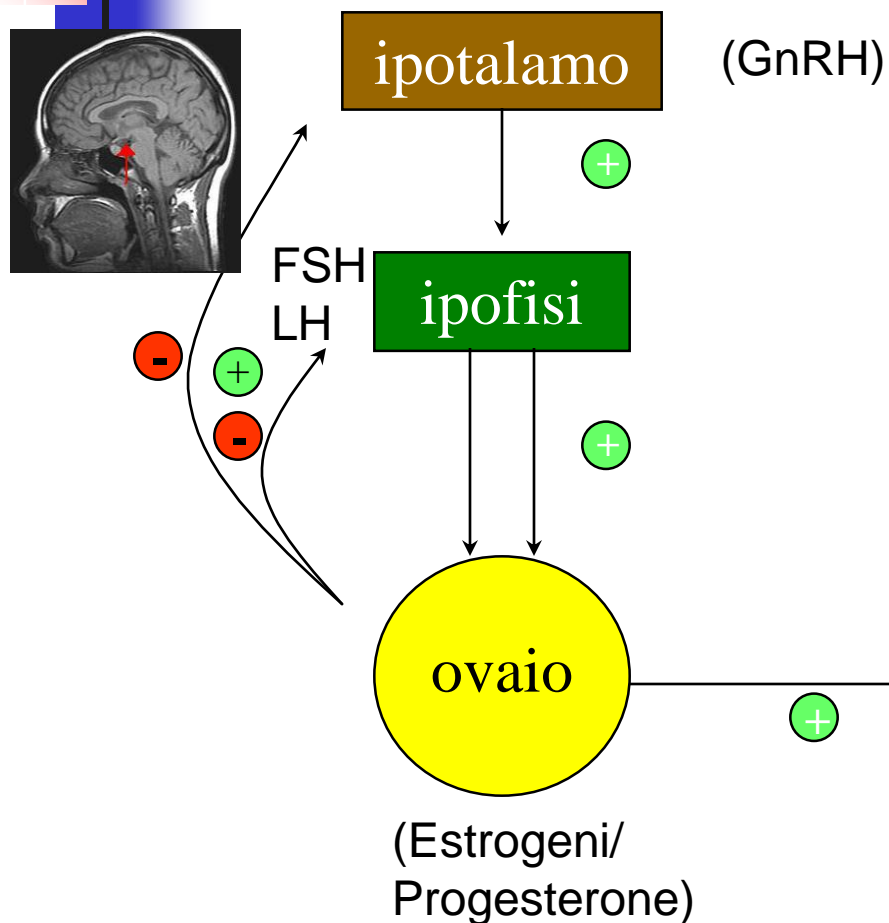 ipotalamo
(GnRH)
+
FSH
LH
ipofisi
-
+
-
+
ovaio
+
(Estrogeni/
Progesterone)